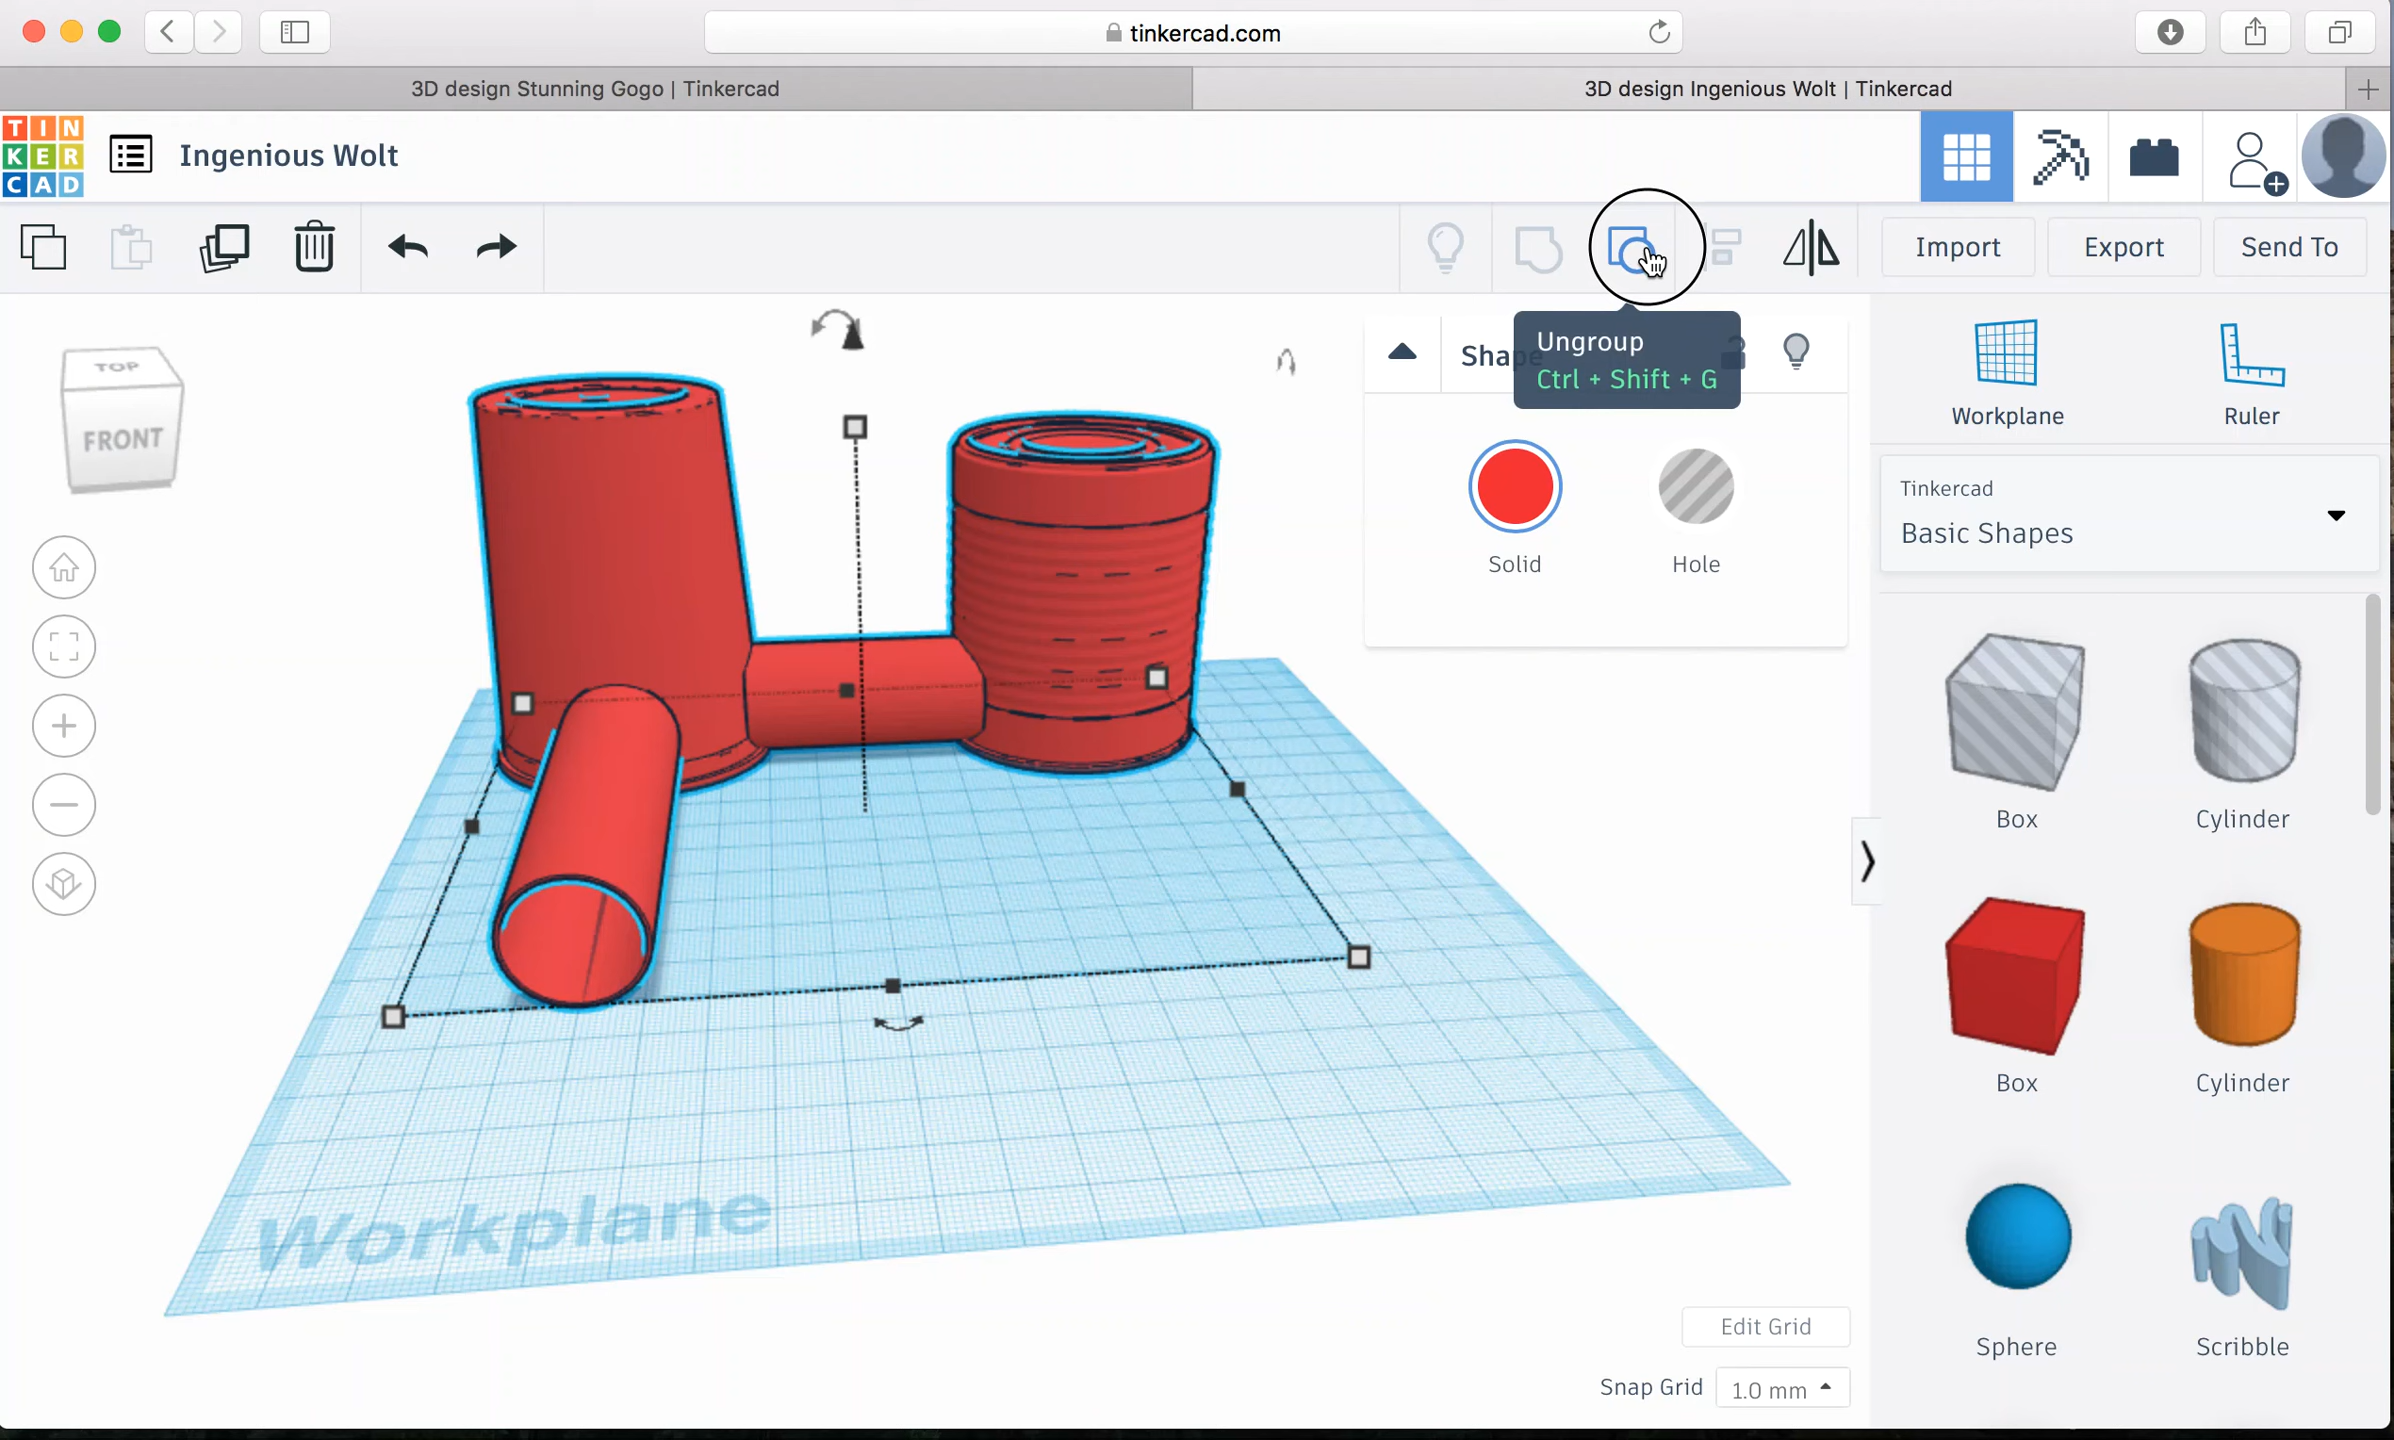 tinkercad.com
3D design Stunning Gogo | Tinkercad
3D design Ingenious Wolt | Tinkercad
TIN
KER
CAD
Ingenious Wolt
Import
Export
Send To
Ungroup
Ctrl + Shift + G
Shape
TOP
FRONT
Solid
Hole
Workplane
Ruler
Tinkercad
Basic Shapes
Box
Cylinder
Box
Cylinder
Sphere
Scribble
Workplane
Edit Grid
Snap Grid
1.0 mm